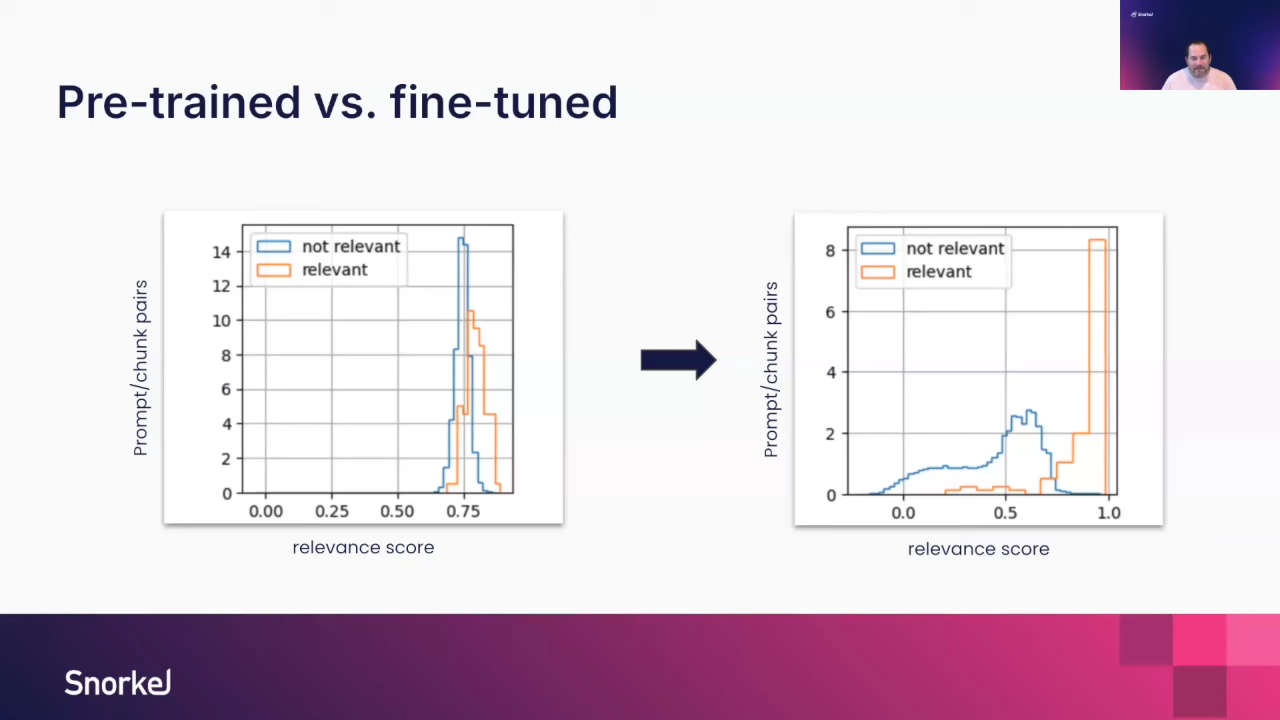 Snorkel
Pre-trained vs. fine-tuned
Prompt/chunk pairs
not relevant
relevant
14
12
10
8
6
4
2
0
0.00 0.25 0.50 0.75
relevance score
Prompt/chunk pairs
not relevant
relevant
8
6
4
2
0
0.0 0.5 1.0
relevance score
Snorkel